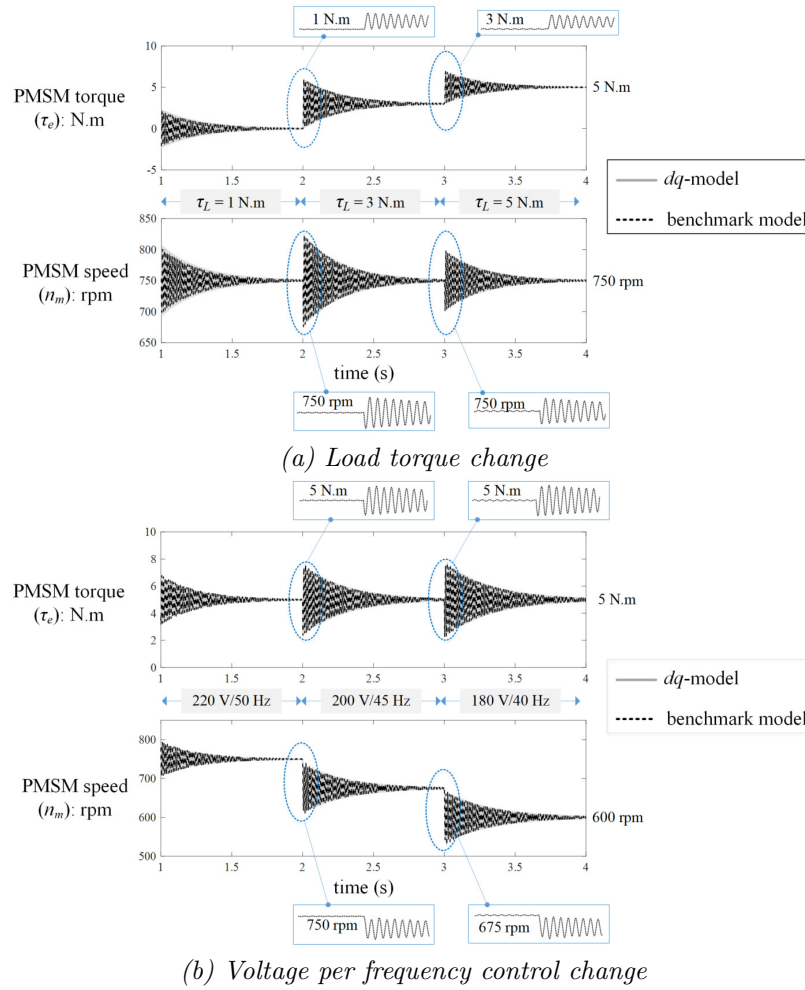 1 N.m
3 N.m
10
5
0
-5
PMSM torque
(τe): N.m
5 N.m
1 1.5 2 2.5 3 3.5 4
τL = 1 N.m τL = 3 N.m τL = 5 N.m
dq-model
benchmark model
850
800
750
700
650
PMSM speed
(nm): rpm
750 rpm
1 1.5 2 2.5 3 3.5 4
time (s)
750 rpm
750 rpm
(a) Load torque change
5 N.m
5 N.m
10
8
6
4
2
0
PMSM torque
(τe): N.m
5 N.m
1 1.5 2 2.5 3 3.5 4
220 V/50 Hz 200 V/45 Hz 180 V/40 Hz
dq-model
benchmark model
800
700
600
500
PMSM speed
(nm): rpm
600 rpm
1 1.5 2 2.5 3 3.5 4
time (s)
750 rpm
675 rpm
(b) Voltage per frequency control change